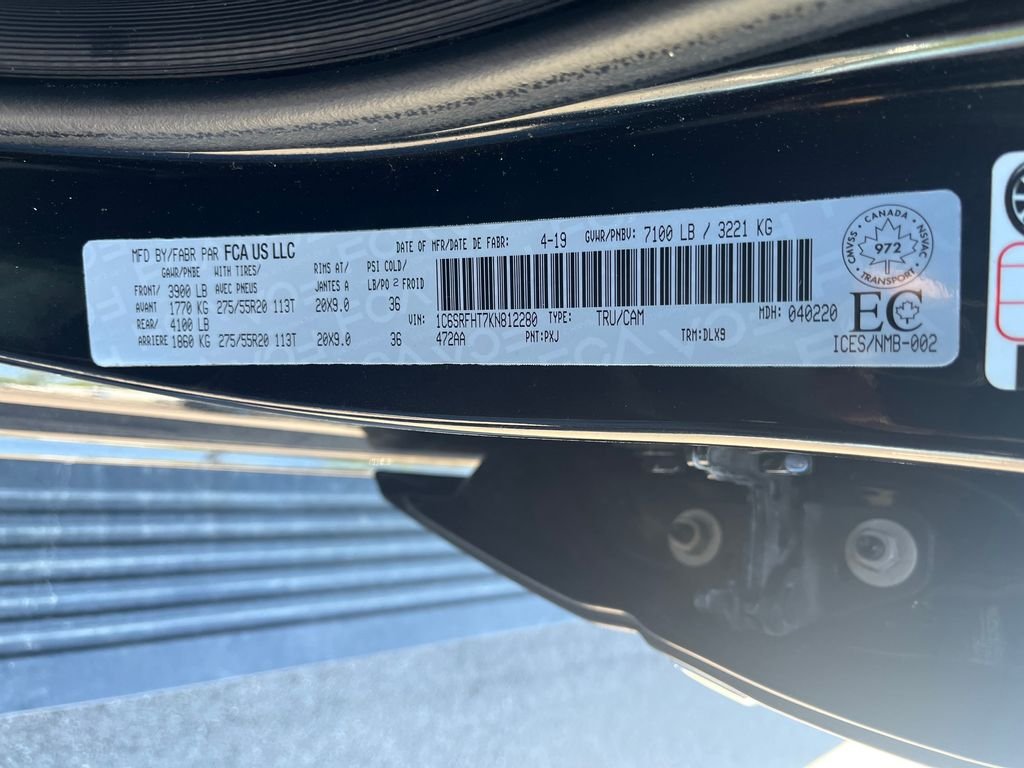 MFD BY/FABR PAR FCA US LLC
DATE OF MFR/DATE DE FABR: 4-19 GVWR/PNBV: 7100 LB / 3221 KG
GAWR/PNBE WITH TIRES/ RIMS AT/ PSI COLD/
FRONT/ 3900 LB AVEC PNEUS JANTES A LB/PO 2 FROID
AVANT 1770 KG 275/55R20 113T 20X9.0 36
REAR/ 4100 LB
ARRIERE 1860 KG 275/55R20 113T 20X9.0 36
VIN: 1C6SRFHT7KN812280 TYPE: TRU/CAM MDH: 040220
472AA PNT: PXJ TRM:DLX9
CMVSS · CANADA · NSVAC
972
TRANSPORT
EC
ICES/NMB-002